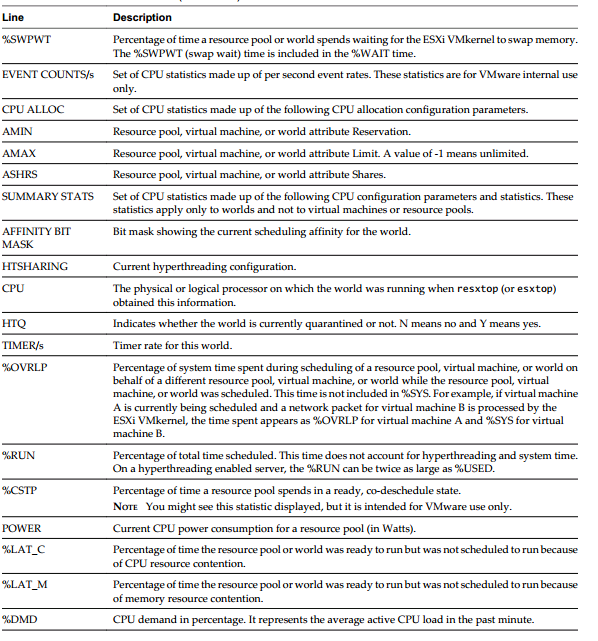 Line Description
%SWPWT Percentage of time a resource pool or world spends waiting for the ESXi VMkernel to swap memory.
The %SWPWT (swap wait) time is included in the %WAIT time.
EVENT COUNTS/s Set of CPU statistics made up of per second event rates. These statistics are for VMware internal use
only.
CPU ALLOC Set of CPU statistics made up of the following CPU allocation configuration parameters.
AMIN Resource pool, virtual machine, or world attribute Reservation.
AMAX Resource pool, virtual machine, or world attribute Limit. A value of -1 means unlimited.
ASHRS Resource pool, virtual machine, or world attribute Shares.
SUMMARY STATS Set of CPU statistics made up of the following CPU configuration parameters and statistics. These
statistics apply only to worlds and not to virtual machines or resource pools.
AFFINITY BIT Bit mask showing the current scheduling affinity for the world.
MASK
HTSHARING Current hyperthreading configuration.
CPU The physical or logical processor on which the world was running when resxtop (or esxtop)
obtained this information.
HTQ Indicates whether the world is currently quarantined or not. N means no and Y means yes.
TIMER/s Timer rate for this world.
%OVRLP Percentage of system time spent during scheduling of a resource pool, virtual machine, or world on
behalf of a different resource pool, virtual machine, or world while the resource pool, virtual
machine, or world was scheduled. This time is not included in %SYS. For example, if virtual machine
A is currently being scheduled and a network packet for virtual machine B is processed by the
ESXi VMkernel, the time spent appears as %OVRLP for virtual machine A and %SYS for virtual
machine B.
%RUN Percentage of total time scheduled. This time does not account for hyperthreading and system time.
On a hyperthreading enabled server, the %RUN can be twice as large as %USED.
%CSTP Percentage of time a resource pool spends in a ready, co-deschedule state.
NOTE You might see this statistic displayed, but it is intended for VMware use only.
POWER Current CPU power consumption for a resource pool (in Watts).
%LAT_C Percentage of time the resource pool or world was ready to run but was not scheduled to run because
of CPU resource contention.
%LAT_M Percentage of time the resource pool or world was ready to run but was not scheduled to run because
of memory resource contention.
%DMD CPU demand in percentage. It represents the average active CPU load in the past minute.